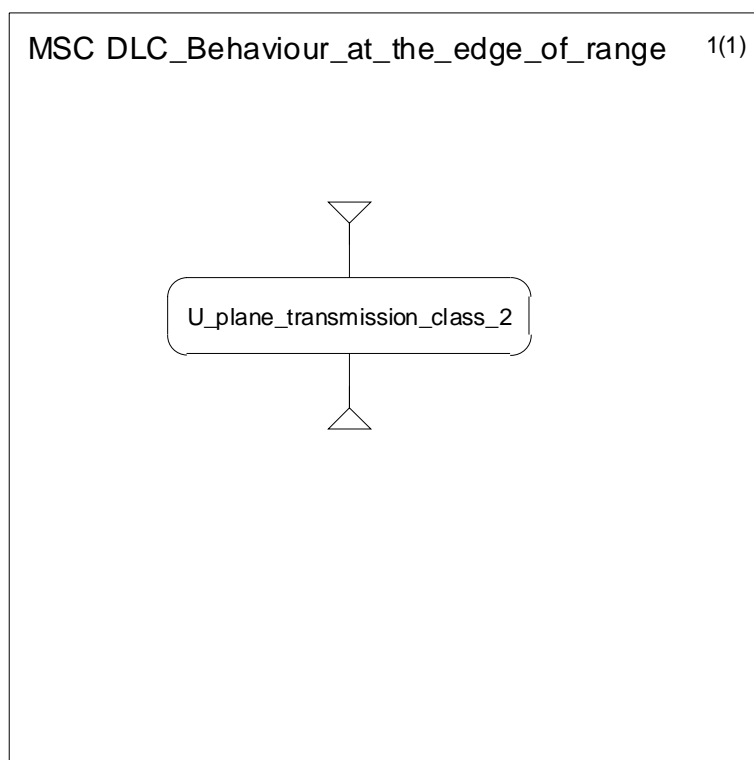 MSC DLC_Behaviour_at_the_edge_of_range 1(1)
U_plane_transmission_class_2